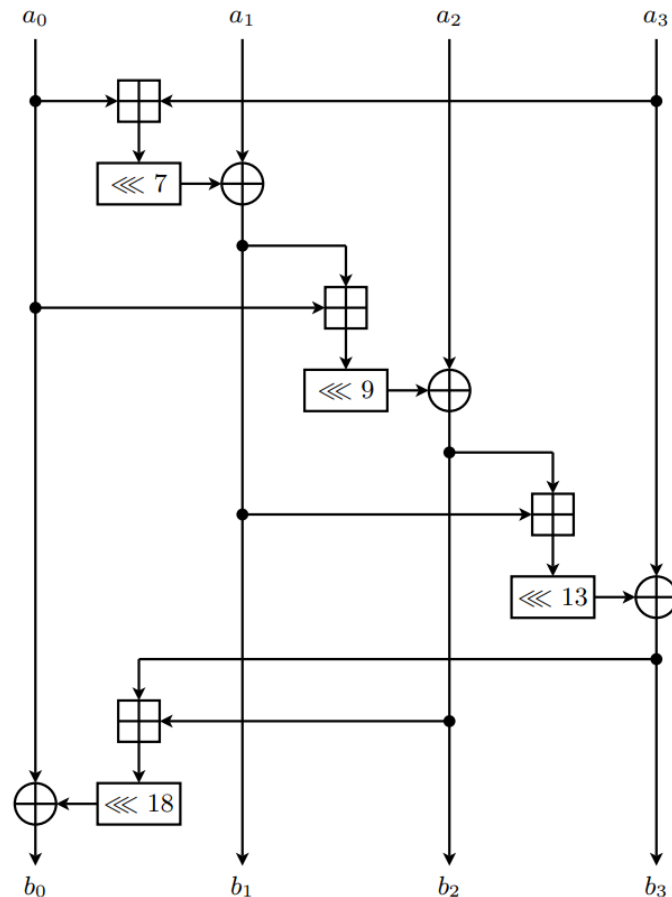 a₀ a₁ a₂ a₃
⋘ 7
⋘ 9
⋘ 13
⋘ 18
b₀ b₁ b₂ b₃